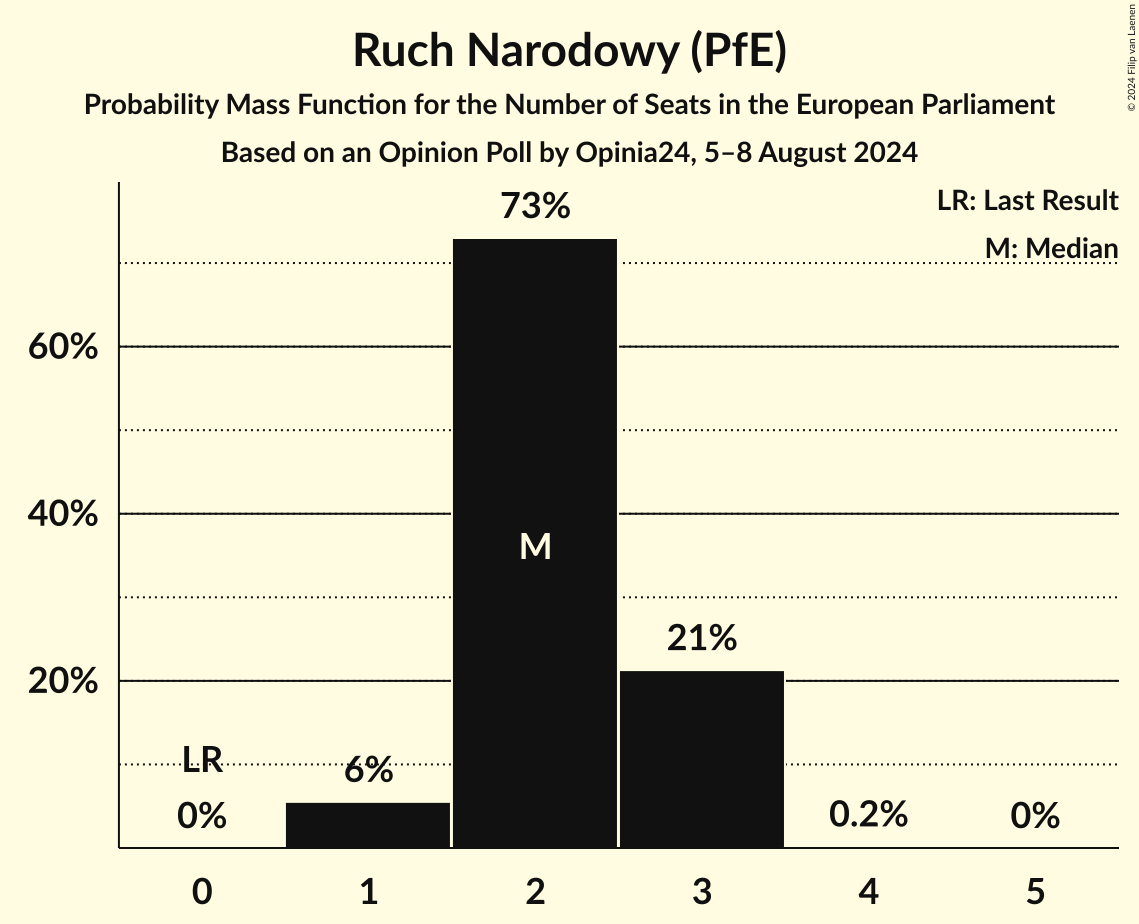 Ruch Narodowy (PfE)
Probability Mass Function for the Number of Seats in the European Parliament
Based on an Opinion Poll by Opinia24, 5–8 August 2024
© 2024 Filip van Laenen
LR: Last Result
M: Median
73%
60%
40%
M
21%
20%
LR
6%
0%
0.2%
0%
0 1 2 3 4 5